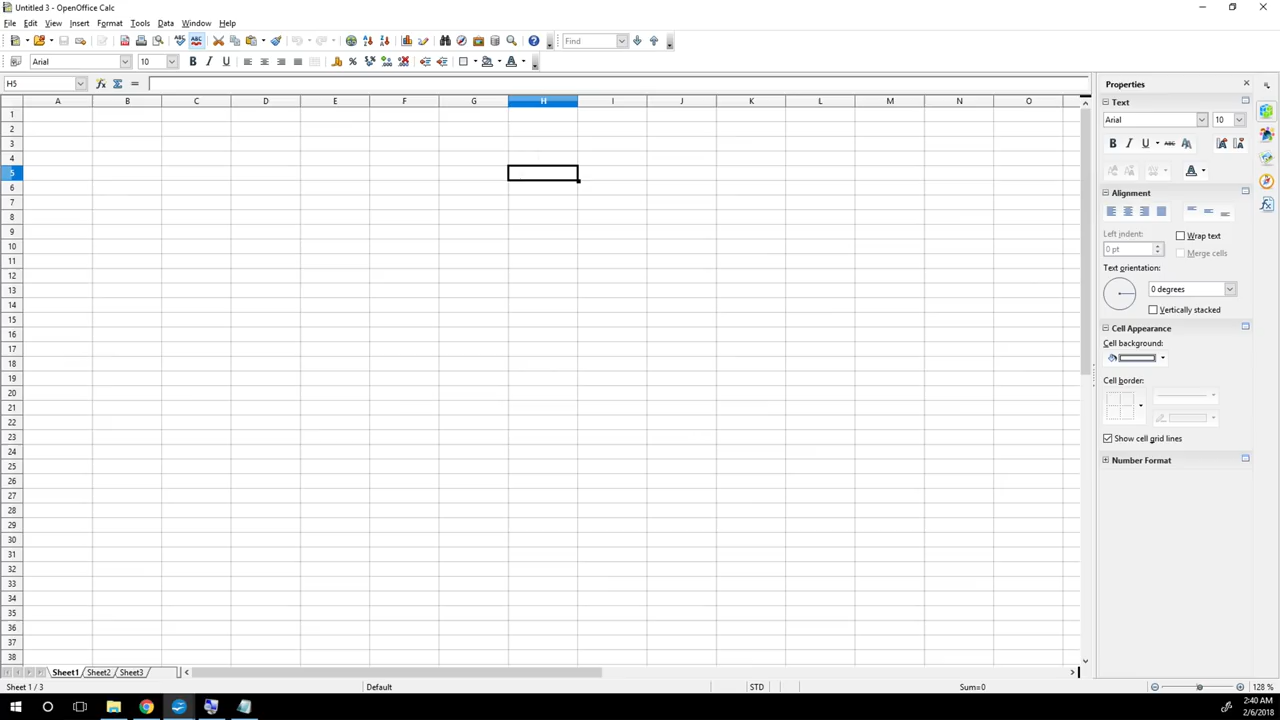 Untitled 3 - OpenOffice Calc
File Edit View Insert Format Tools Data Window Help
Find
Arial 10
H5
A B C D E F G H I J K L M N O
1
2
3
4
5
6
7
8
9
10
11
12
13
14
15
16
17
18
19
20
21
22
23
24
25
26
27
28
29
30
31
32
33
34
35
36
37
38
Properties
Text
Arial 10
Alignment
Left indent:
Wrap text
0 pt
Merge cells
Text orientation:
0 degrees
Vertically stacked
Cell Appearance
Cell background:
Cell border:
Show cell grid lines
Number Format
Sheet1 Sheet2 Sheet3
Sheet 1 / 3 Default STD Sum=0 128 %
2:40 AM
2/6/2018